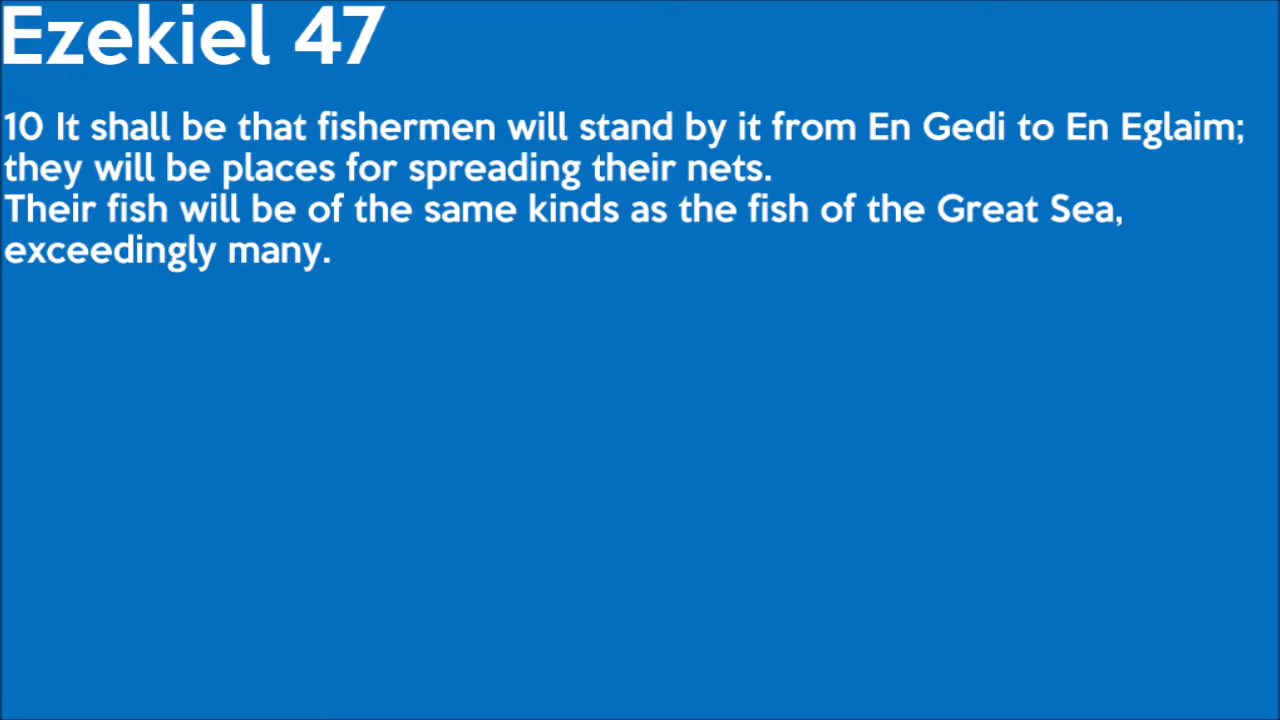 Ezekiel 47
10 It shall be that fishermen will stand by it from En Gedi to En Eglaim;
they will be places for spreading their nets.
Their fish will be of the same kinds as the fish of the Great Sea,
exceedingly many.